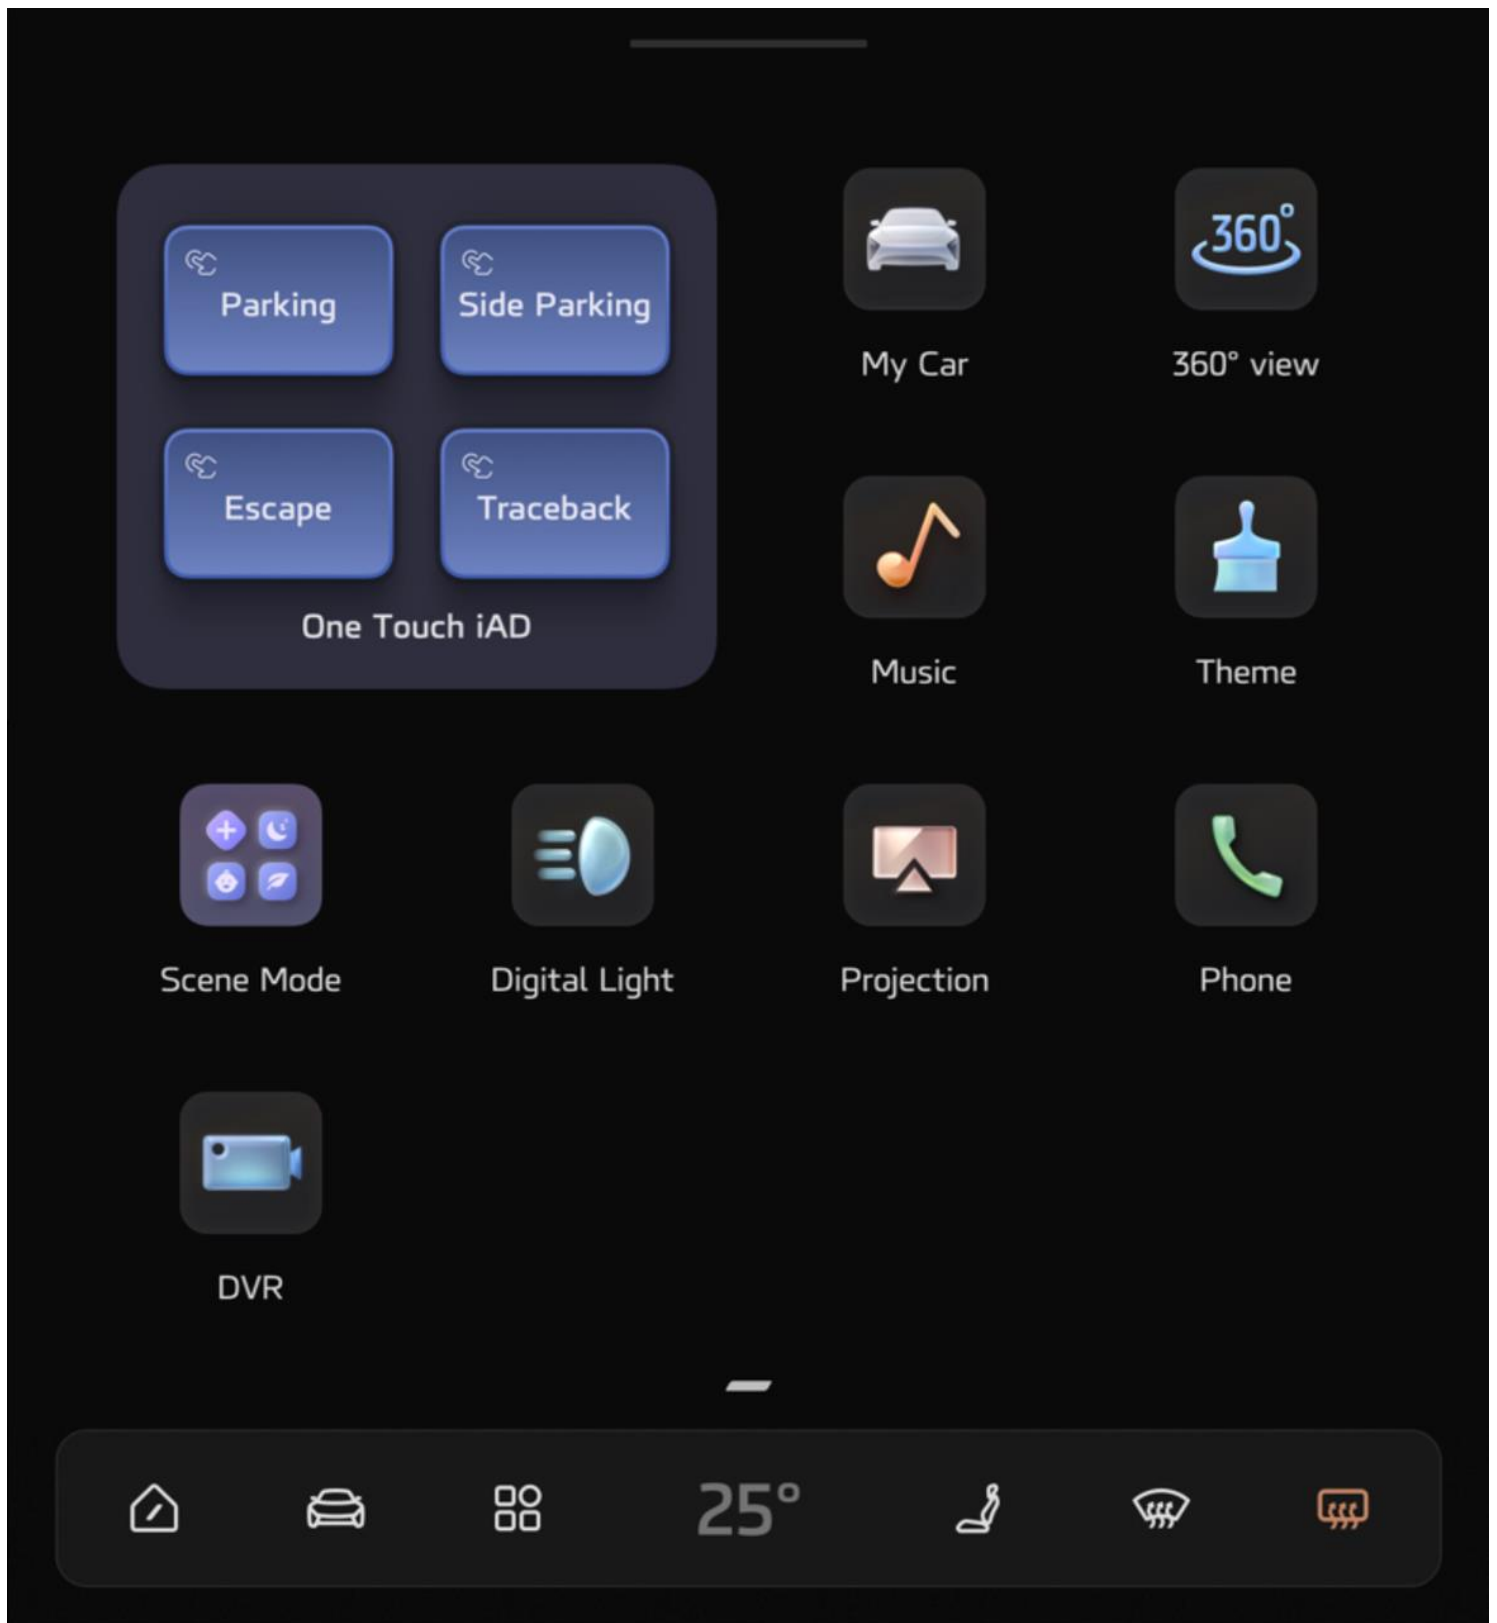 Parking
Side Parking
Escape
Traceback
One Touch iAD
360°
My Car
360° view
Music
Theme
Scene Mode
Digital Light
Projection
Phone
DVR
25°